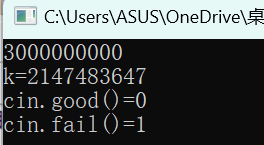 C:\Users\ASUS\OneDrive\桌
3000000000
k=2147483647
cin.good()=0
cin.fail()=1